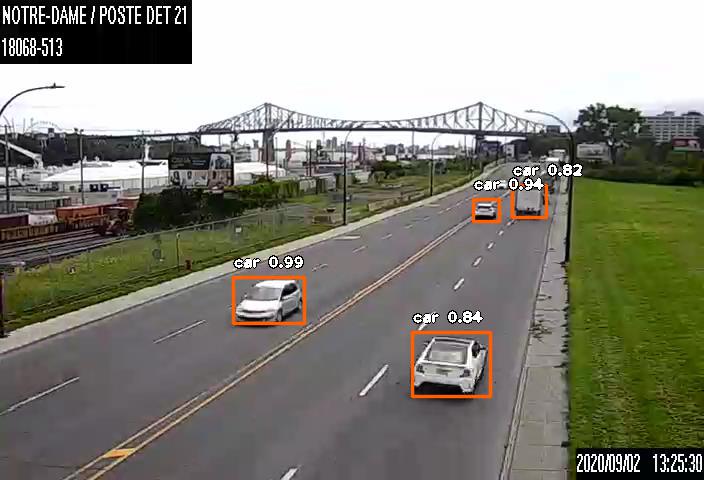 NOTRE-DAME / POSTE DET 21
18068-513
car 0.82
car 0.94
car 0.99
car 0.84
2020/09/02 13:25:30